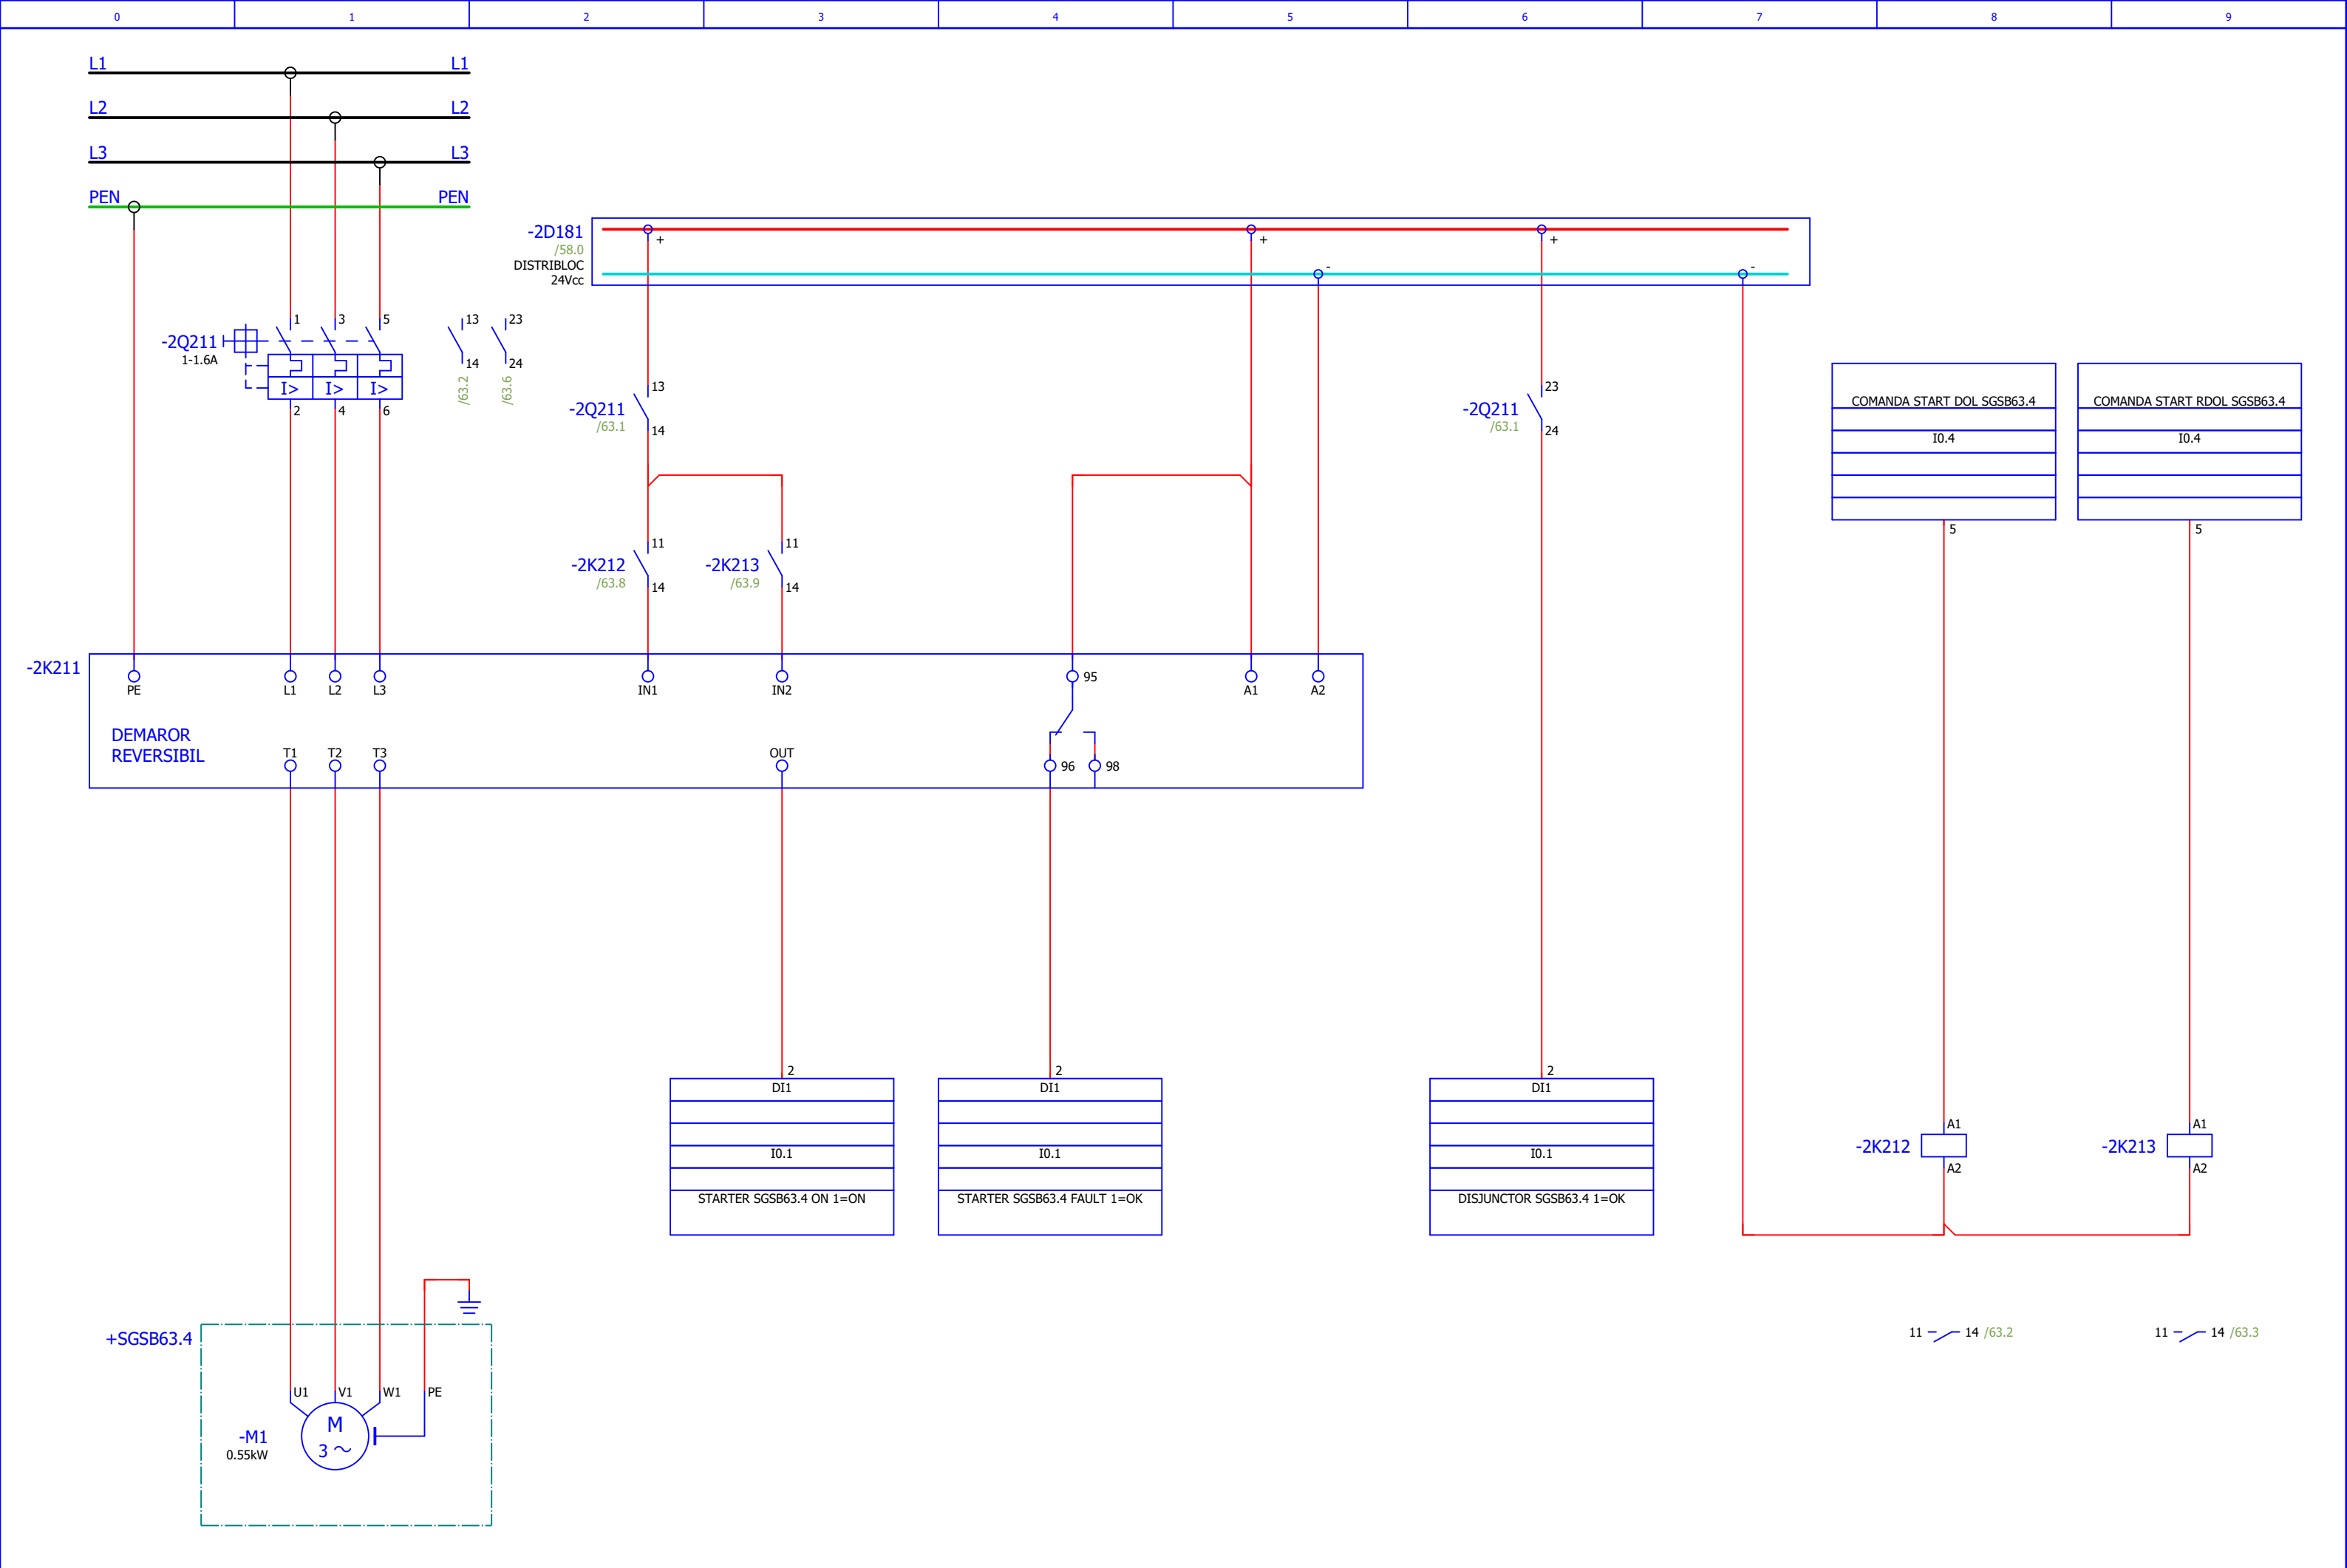 0 1 2 3 4 5 6 7 8 9
L1 L1
L2 L2
L3 L3
PEN PEN
-2D181
/58.0
DISTRIBLOC
24Vcc
+ + +
- -
-2Q211
1-1.6A
1 3 5
I> I> I>
2 4 6
13 23
14 24
/63.2 /63.6
-2Q211
/63.1
13
14
-2Q211
/63.1
23
24
COMANDA START DOL SGSB63.4
I0.4
5
COMANDA START RDOL SGSB63.4
I0.4
5
-2K212
/63.8
11
14
-2K213
/63.9
11
14
-2K211
PE L1 L2 L3 IN1 IN2 95 A1 A2
DEMAROR
REVERSIBIL
T1 T2 T3 OUT 96 98
2
DI1
I0.1
STARTER SGSB63.4 ON 1=ON
2
DI1
I0.1
STARTER SGSB63.4 FAULT 1=OK
2
DI1
I0.1
DISJUNCTOR SGSB63.4 1=OK
-2K212
A1
A2
-2K213
A1
A2
11 14 /63.2
11 14 /63.3
+SGSB63.4
U1 V1 W1 PE
-M1
0.55kW
M
3 ~